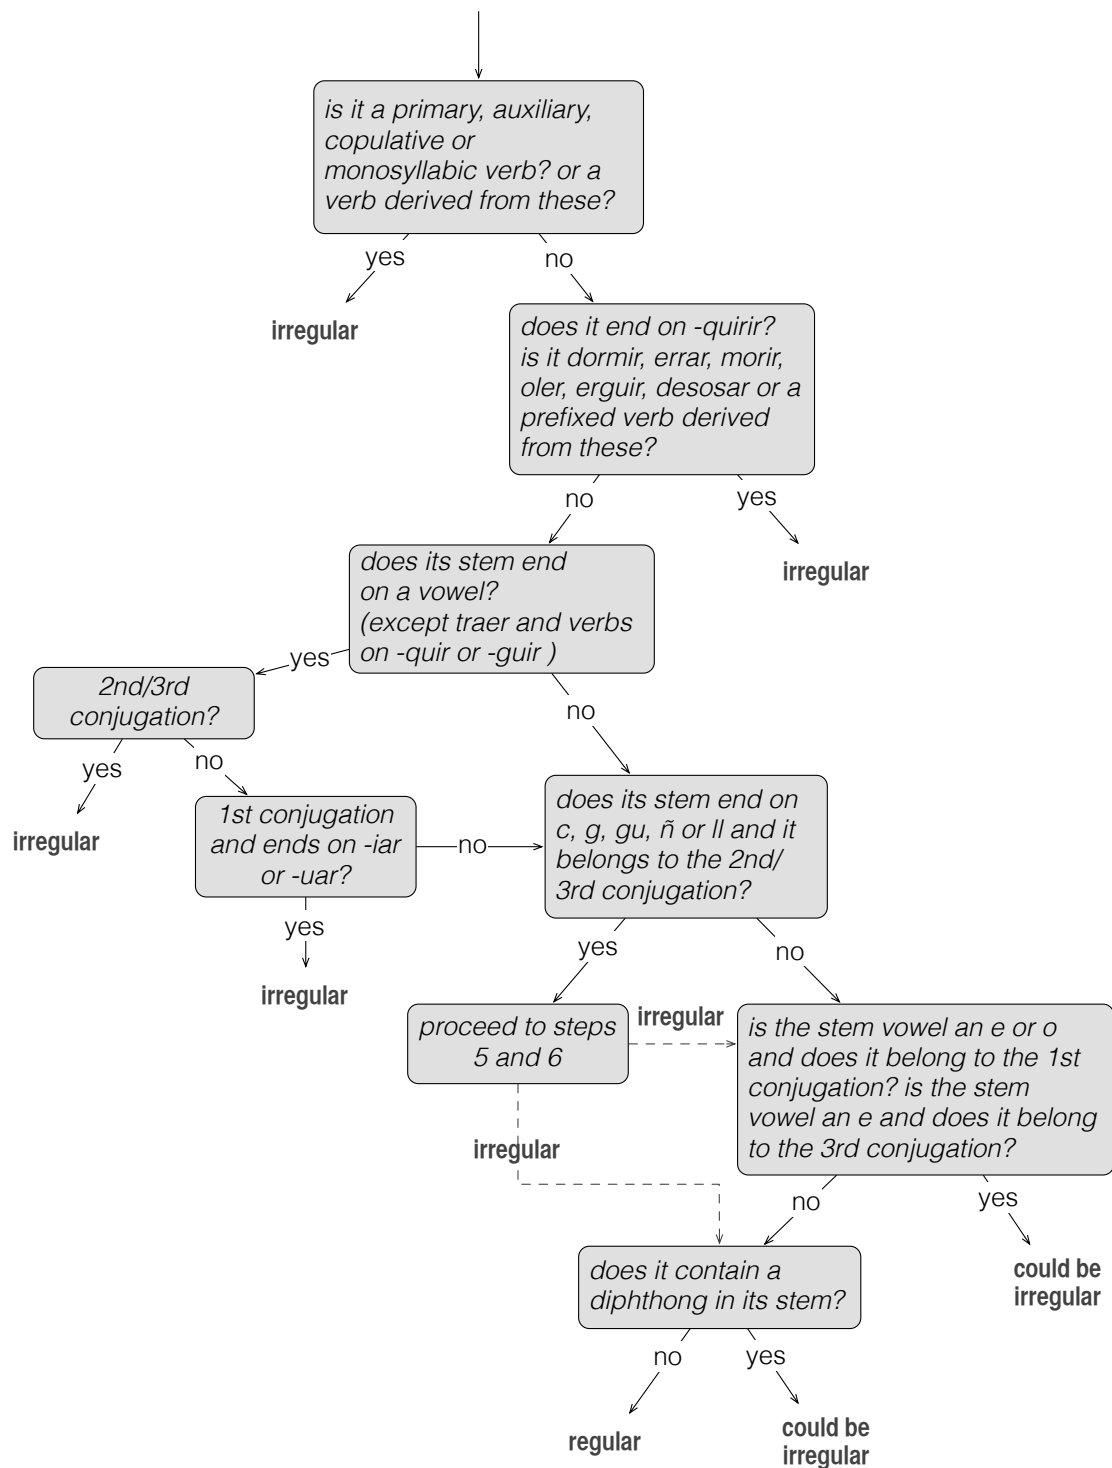 is it a primary, auxiliary,
copulative or
monosyllabic verb? or a
verb derived from these?
yes
no
irregular
does it end on -quirir?
is it dormir, errar, morir,
oler, erguir, desosar or a
prefixed verb derived
from these?
no
yes
irregular
does its stem end
on a vowel?
(except traer and verbs
on -quir or -guir )
yes
no
2nd/3rd
conjugation?
yes
no
irregular
1st conjugation
and ends on -iar
or -uar?
no
yes
irregular
does its stem end on
c, g, gu, ñ or ll and it
belongs to the 2nd/
3rd conjugation?
yes
no
proceed to steps
5 and 6
irregular
irregular
is the stem vowel an e or o
and does it belong to the 1st
conjugation? is the stem
vowel an e and does it belong
to the 3rd conjugation?
no
yes
could be
irregular
does it contain a
diphthong in its stem?
no
yes
regular
could be
irregular